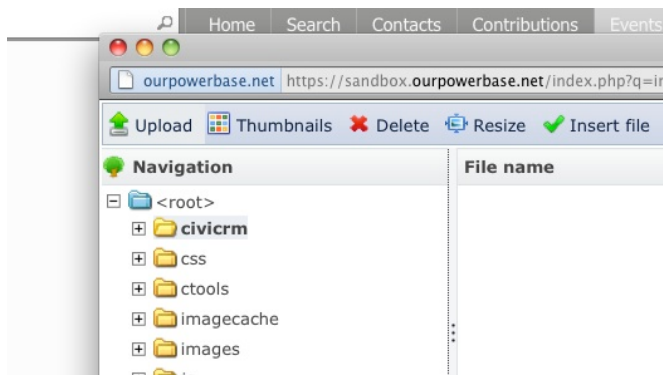 Home Search Contacts Contributions Events
ourpowerbase.net https://sandbox.ourpowerbase.net/index.php?q=i
Upload Thumbnails Delete Resize Insert file
Navigation File name
<root>
civicrm
css
ctools
imagecache
images